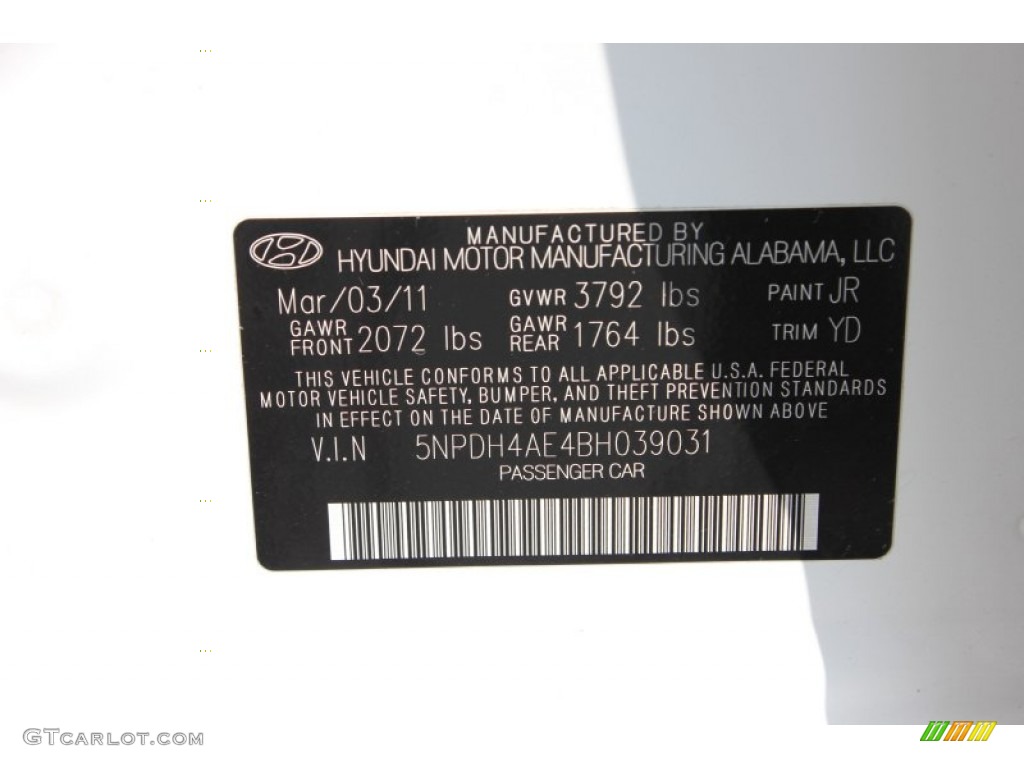 MANUFACTURED BY
HYUNDAI MOTOR MANUFACTURING ALABAMA, LLC
Mar/03/11 GVWR 3792 lbs PAINT JR
GAWR FRONT 2072 lbs GAWR REAR 1764 lbs TRIM YD
THIS VEHICLE CONFORMS TO ALL APPLICABLE U.S.A. FEDERAL
MOTOR VEHICLE SAFETY, BUMPER, AND THEFT PREVENTION STANDARDS
IN EFFECT ON THE DATE OF MANUFACTURE SHOWN ABOVE
V.I.N 5NPDH4AE4BH039031
PASSENGER CAR
GTCARLOT.COM